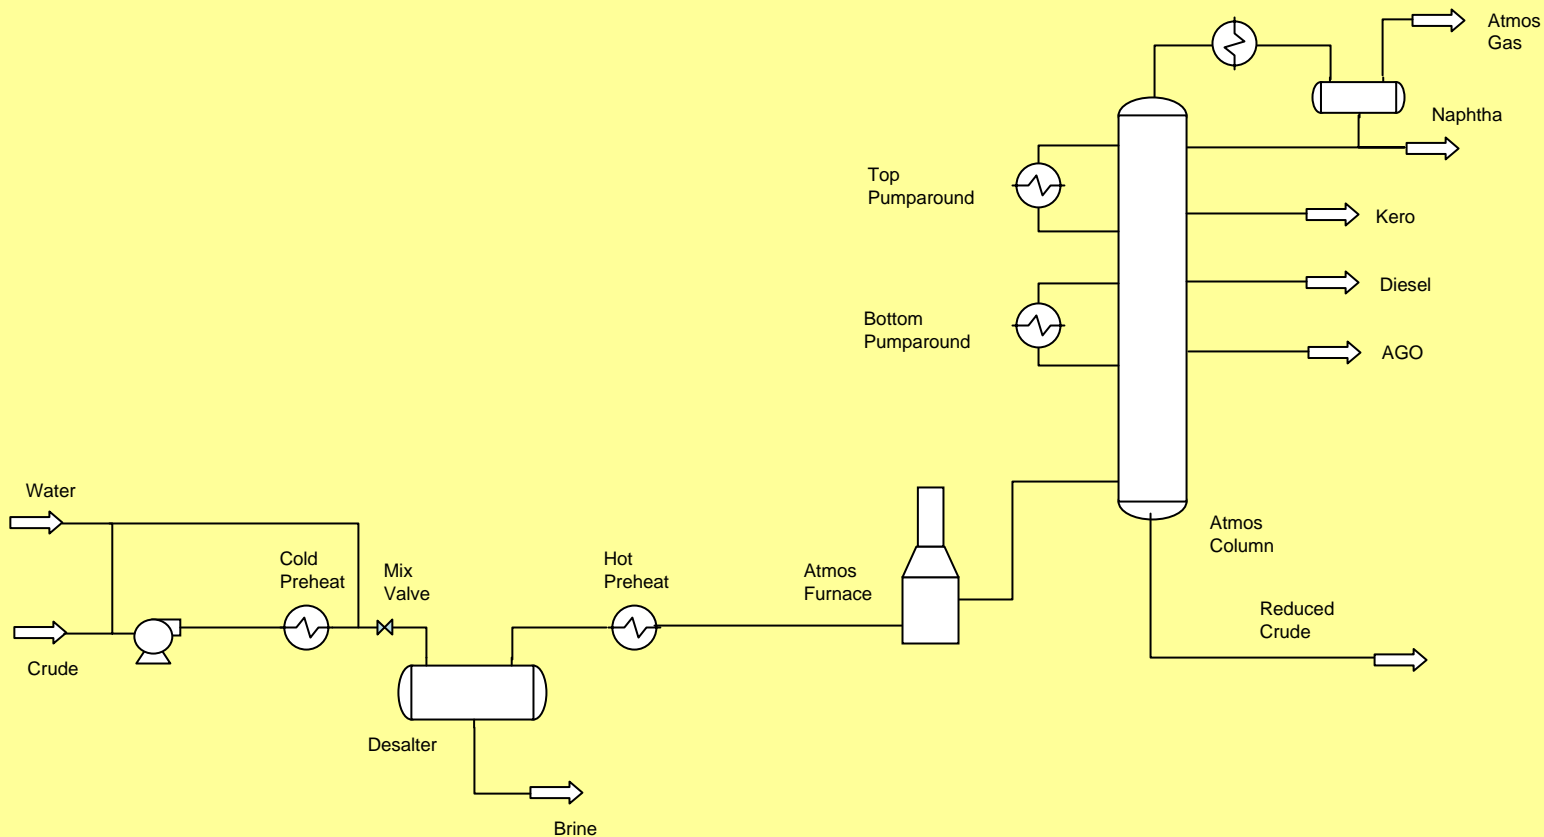 Atmos
Gas
Naphtha
Top
Pumparound
Kero
Diesel
Bottom
Pumparound
AGO
Water
Cold
Preheat
Mix
Valve
Hot
Preheat
Atmos
Furnace
Atmos
Column
Crude
Reduced
Crude
Desalter
Brine